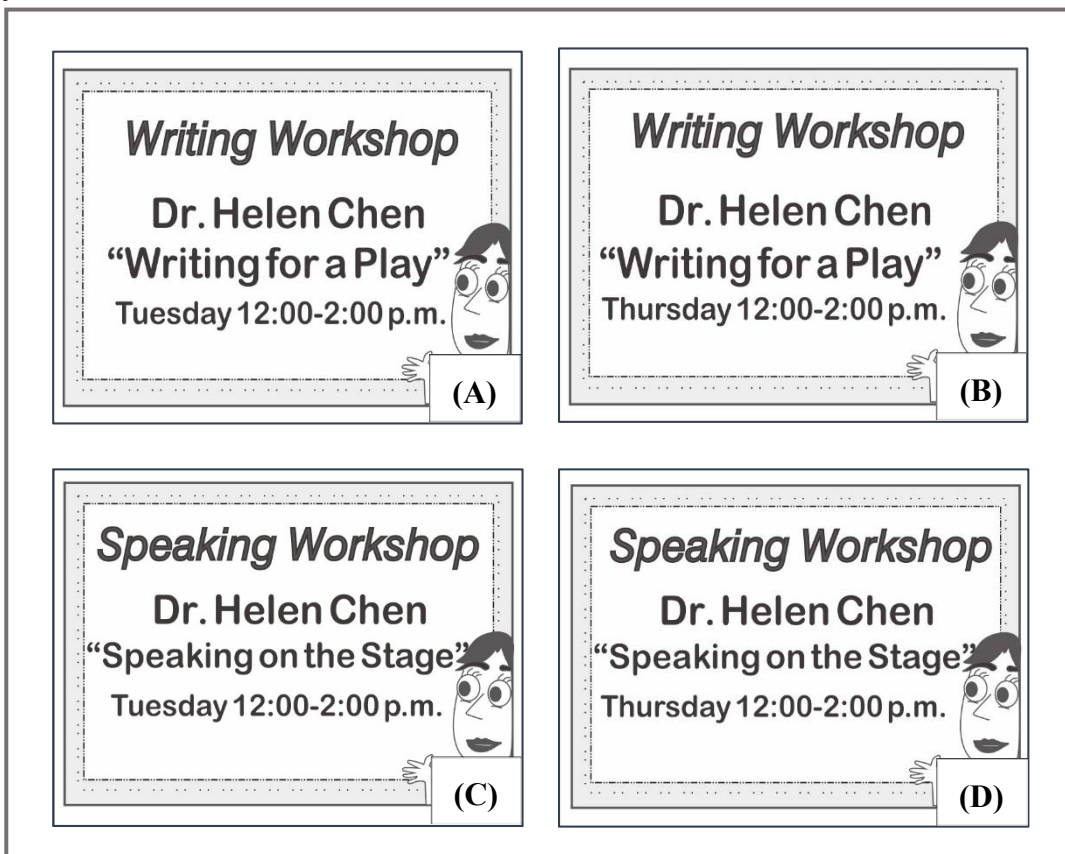 Writing Workshop
Dr. Helen Chen
“Writing for a Play”
Tuesday 12:00-2:00 p.m.
(A)
Writing Workshop
Dr. Helen Chen
“Writing for a Play”
Thursday 12:00-2:00 p.m.
(B)
Speaking Workshop
Dr. Helen Chen
“Speaking on the Stage”
Tuesday 12:00-2:00 p.m.
(C)
Speaking Workshop
Dr. Helen Chen
“Speaking on the Stage”
Thursday 12:00-2:00 p.m.
(D)